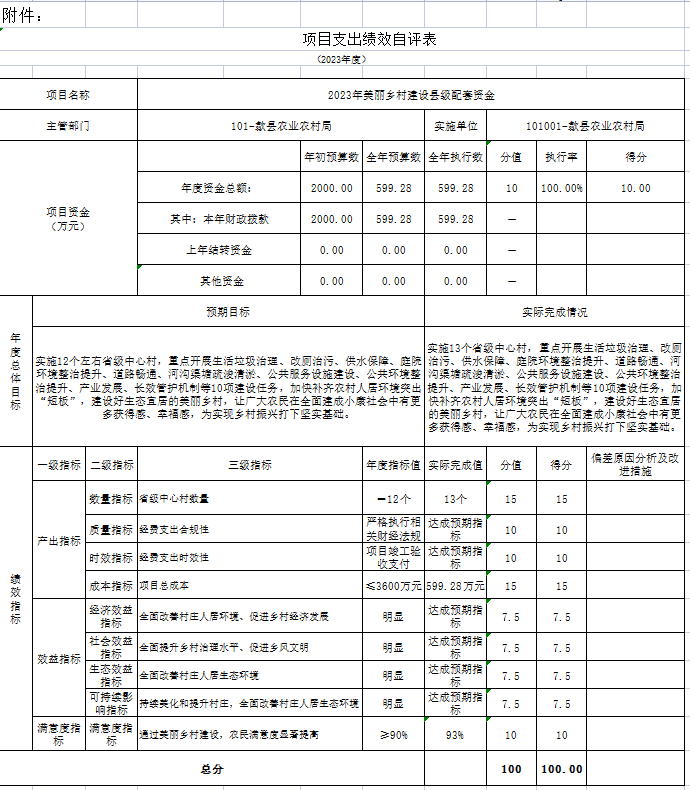 附件：
项目支出绩效自评表
（2023年度）
项目名称 2023年美丽乡村建设县级配套资金
主管部门 101-歙县农业农村局 实施单位 101001-歙县农业农村局
项目资金
（万元）
年初预算数 全年预算数 全年执行数 分值 执行率 得分
年度资金总额： 2000.00 599.28 599.28 10 100.00% 10.00
其中：本年财政拨款 2000.00 599.28 599.28 —
上年结转资金 0.00 0.00 0.00 —
其他资金 0.00 0.00 0.00 —
年度总体目标
预期目标 实际完成情况
实施12个左右省级中心村，重点开展生活垃圾治理、改厕治污、供水保障、庭院
环境整治提升、道路畅通、河沟渠塘疏浚清淤、公共服务设施建设、公共环境整
治提升、产业发展、长效管护机制等10项建设任务，加快补齐农村人居环境突出
“短板”，建设好生态宜居的美丽乡村，让广大农民在全面建成小康社会中有更
多获得感、幸福感，为实现乡村振兴打下坚实基础。
实施13个省级中心村，重点开展生活垃圾治理、改厕
治污、供水保障、庭院环境整治提升、道路畅通、河
沟渠塘疏浚清淤、公共服务设施建设、公共环境整治
提升、产业发展、长效管护机制等10项建设任务，加
快补齐农村人居环境突出“短板”，建设好生态宜居
的美丽乡村，让广大农民在全面建成小康社会中有更
多获得感、幸福感，为实现乡村振兴打下坚实基础。
绩效指标
一级指标 二级指标 三级指标 年度指标值 实际完成值 分值 得分 偏差原因分析及改
进措施
产出指标
数量指标 省级中心村数量 =12个 13个 15 15
质量指标 经费支出合规性 严格执行相
关财经法规 达成预期指
标 10 10
时效指标 经费支出时效性 项目竣工验
收支付 达成预期指
标 10 10
成本指标 项目总成本 ≤3600万元 599.28万元 15 15
效益指标
经济效益
指标 全面改善村庄人居环境、促进乡村经济发展 明显 达成预期指
标 7.5 7.5
社会效益
指标 全面提升乡村治理水平、促进乡风文明 明显 达成预期指
标 7.5 7.5
生态效益
指标 全面改善村庄人居生态环境 明显 达成预期指
标 7.5 7.5
可持续影
响指标 持续美化和提升村庄，全面改善村庄人居生态环境 明显 达成预期指
标 7.5 7.5
满意度指
标 满意度指
标 通过美丽乡村建设，农民满意度显著提高 ≥90% 93% 10 10
总分 100 100.00